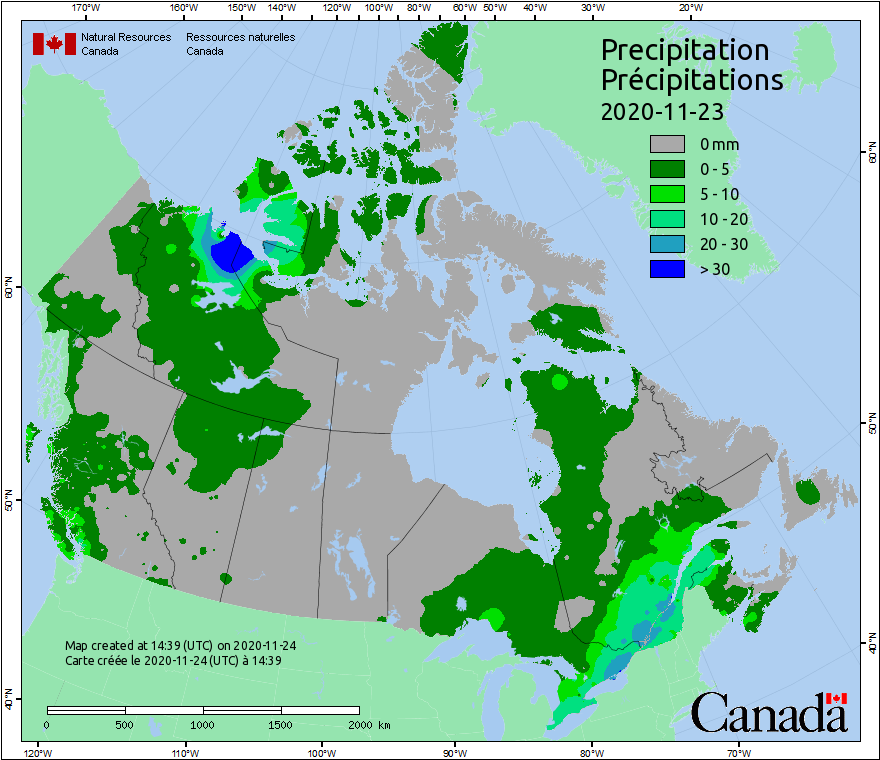 170°W 160°W 150°W 140°W 120°W 100°W 80°W 60°W 50°W 40°W 30°W 20°W
Natural Resources Ressources naturelles
Canada Canada
Precipitation
Précipitations
2020-11-23
0 mm
0 - 5
5 - 10
10 - 20
20 - 30
> 30
60°N
60°N
50°N
50°N
40°N
40°N
Map created at 14:39 (UTC) on 2020-11-24
Carte créée le 2020-11-24 (UTC) à 14:39
0 500 1000 1500 2000 km
Canada
120°W 110°W 100°W 90°W 80°W 70°W